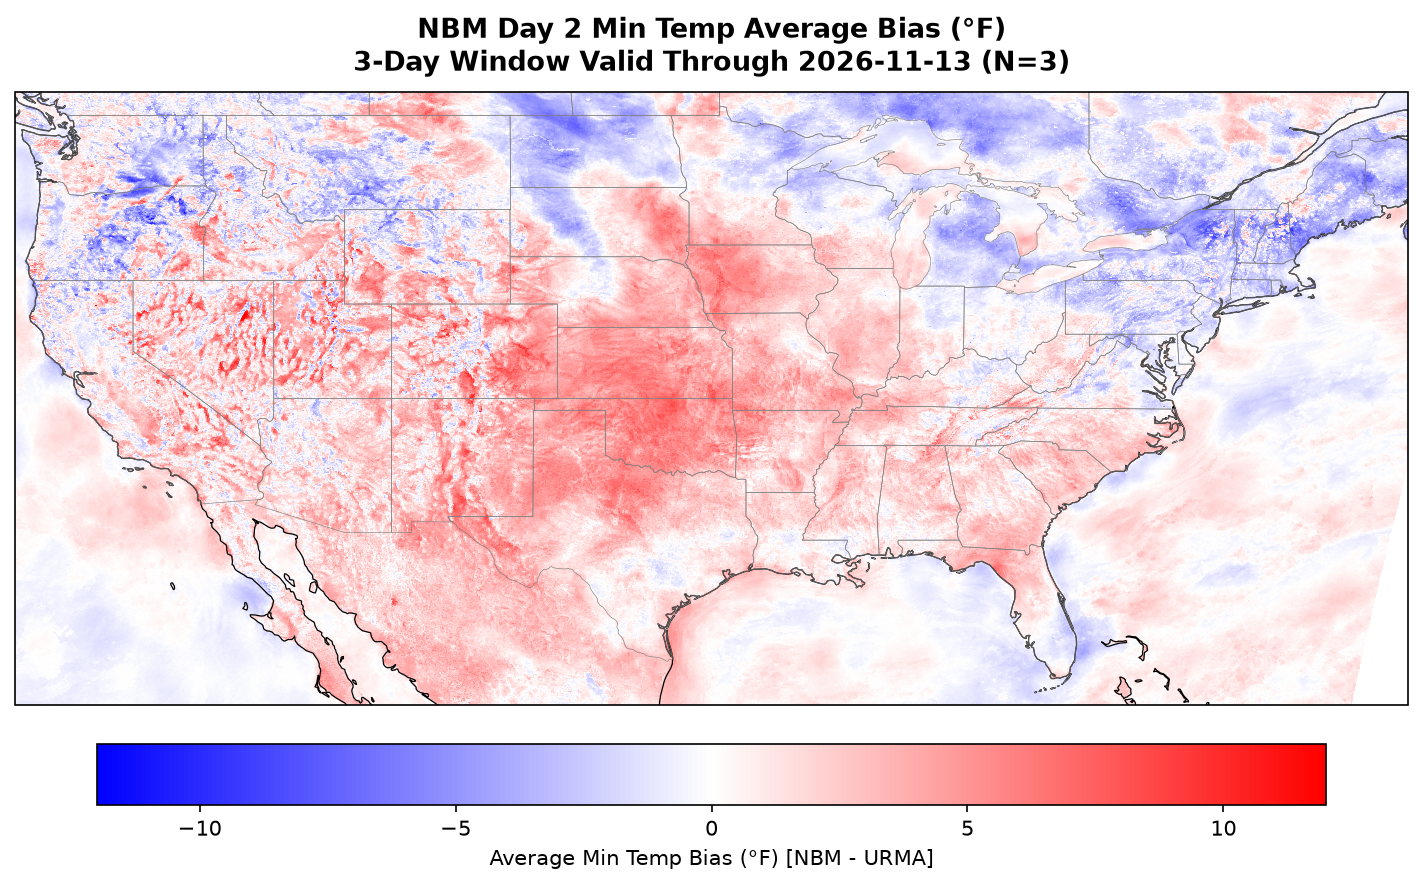 NBM Day 2 Min Temp Average Bias (°F)
3-Day Window Valid Through 2026-11-13 (N=3)
−10 −5 0 5 10
Average Min Temp Bias (°F) [NBM - URMA]